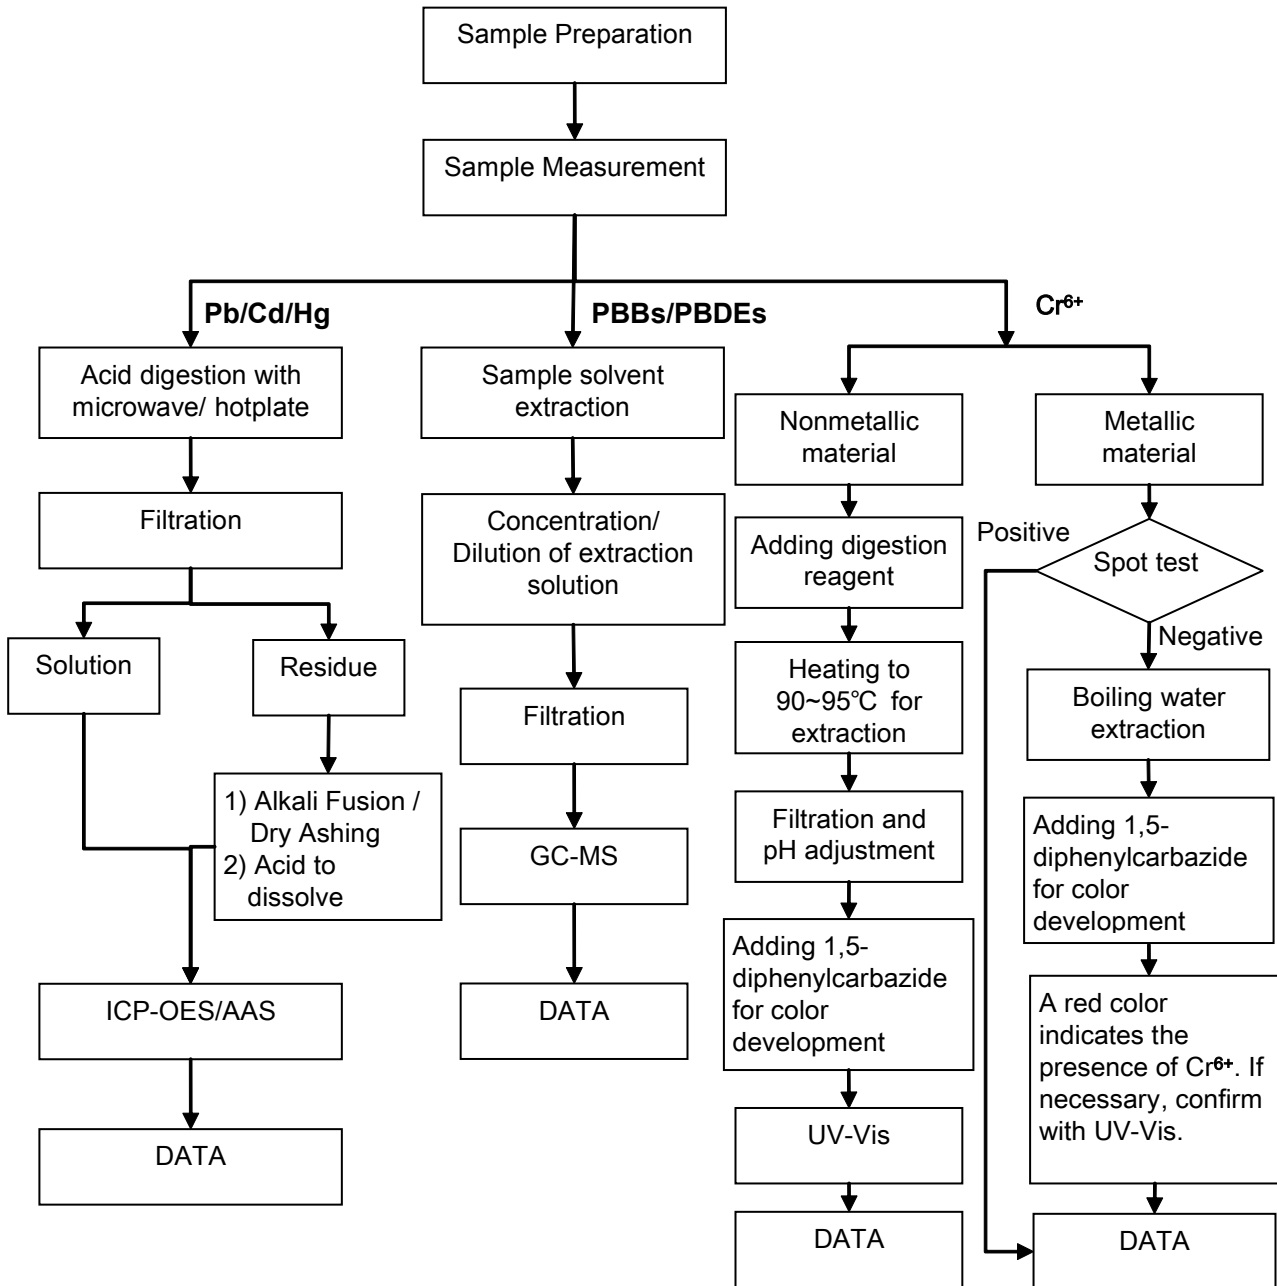 Sample Preparation
Sample Measurement
Pb/Cd/Hg
PBBs/PBDEs
Cr⁶⁺
Acid digestion with
microwave/ hotplate
Filtration
Solution
Residue
1) Alkali Fusion /
Dry Ashing
2) Acid to
dissolve
ICP-OES/AAS
DATA
Sample solvent
extraction
Concentration/
Dilution of extraction
solution
Filtration
GC-MS
DATA
Nonmetallic
material
Adding digestion
reagent
Heating to
90~95℃ for
extraction
Filtration and
pH adjustment
Adding 1,5-
diphenylcarbazide
for color
development
UV-Vis
DATA
Metallic
material
Spot test
Positive
Negative
Boiling water
extraction
Adding 1,5-
diphenylcarbazide
for color
development
A red color
indicates the
presence of Cr⁶⁺. If
necessary, confirm
with UV-Vis.
DATA